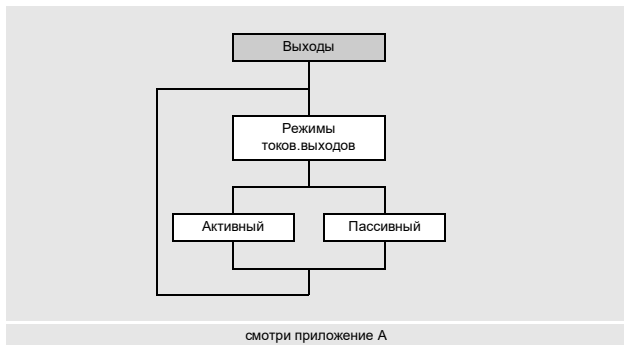 Выходы
Режимы
токов.выходов
Активный
Пассивный
смотри приложение А